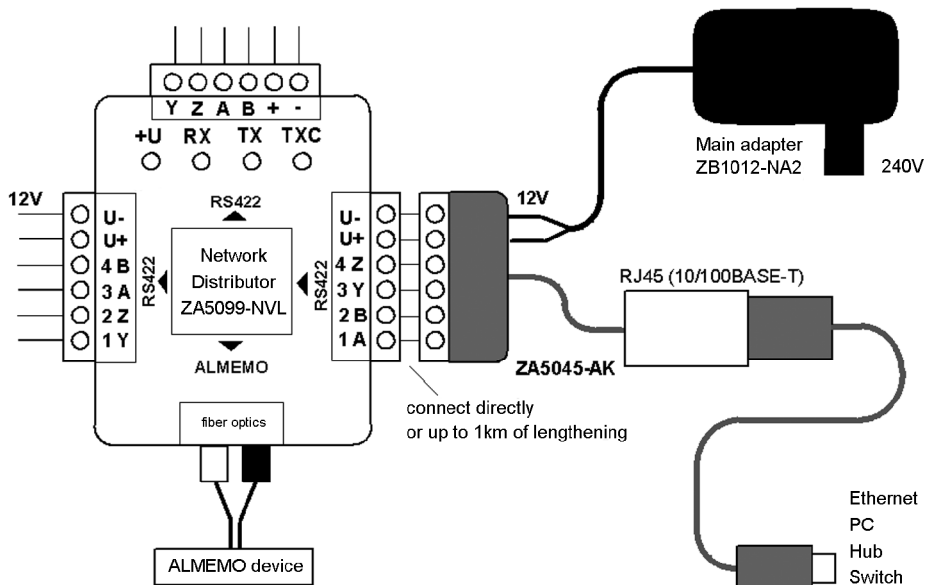 Y Z A B + -
+U RX TX TXC
12V
U-
U+
4 B
3 A
2 Z
1 Y
RS422
RS422
Network
Distributor
ZA5099-NVL
ALMEMO
RS422
U-
U+
4 Z
3 Y
2 B
1 A
fiber optics
ALMEMO device
12V
Main adapter
ZB1012-NA2
240V
RJ45 (10/100BASE-T)
ZA5045-AK
connect directly
or up to 1km of lengthening
Ethernet
PC
Hub
Switch